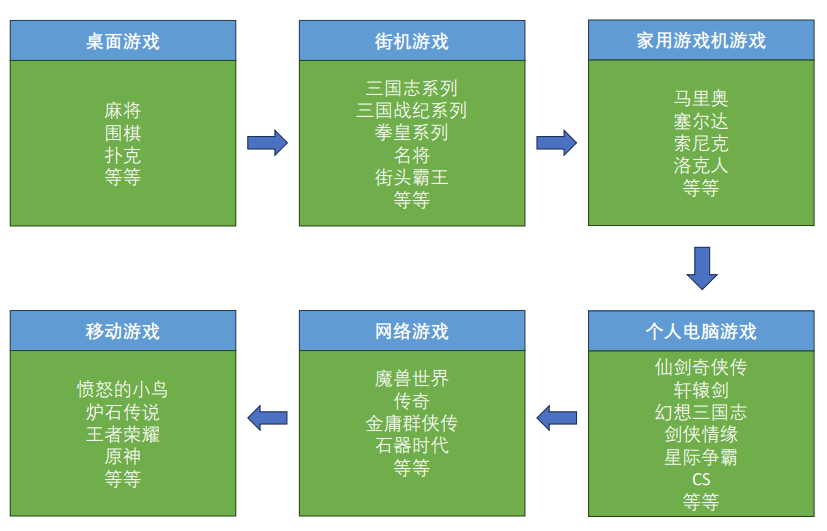 桌面游戏
麻将
围棋
扑克
等等
街机游戏
三国志系列
三国战纪系列
拳皇系列
名将
街头霸王
等等
家用游戏机游戏
马里奥
塞尔达
索尼克
洛克人
等等
个人电脑游戏
仙剑奇侠传
轩辕剑
幻想三国志
剑侠情缘
星际争霸
CS
等等
网络游戏
魔兽世界
传奇
金庸群侠传
石器时代
等等
移动游戏
愤怒的小鸟
炉石传说
王者荣耀
原神
等等